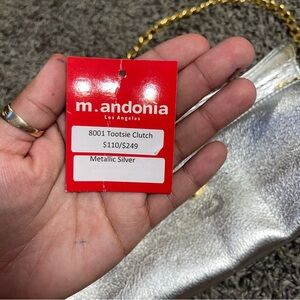 m.andonia
Los Angeles
8001 Tootsie Clutch
$110/$249
Metallic Silver